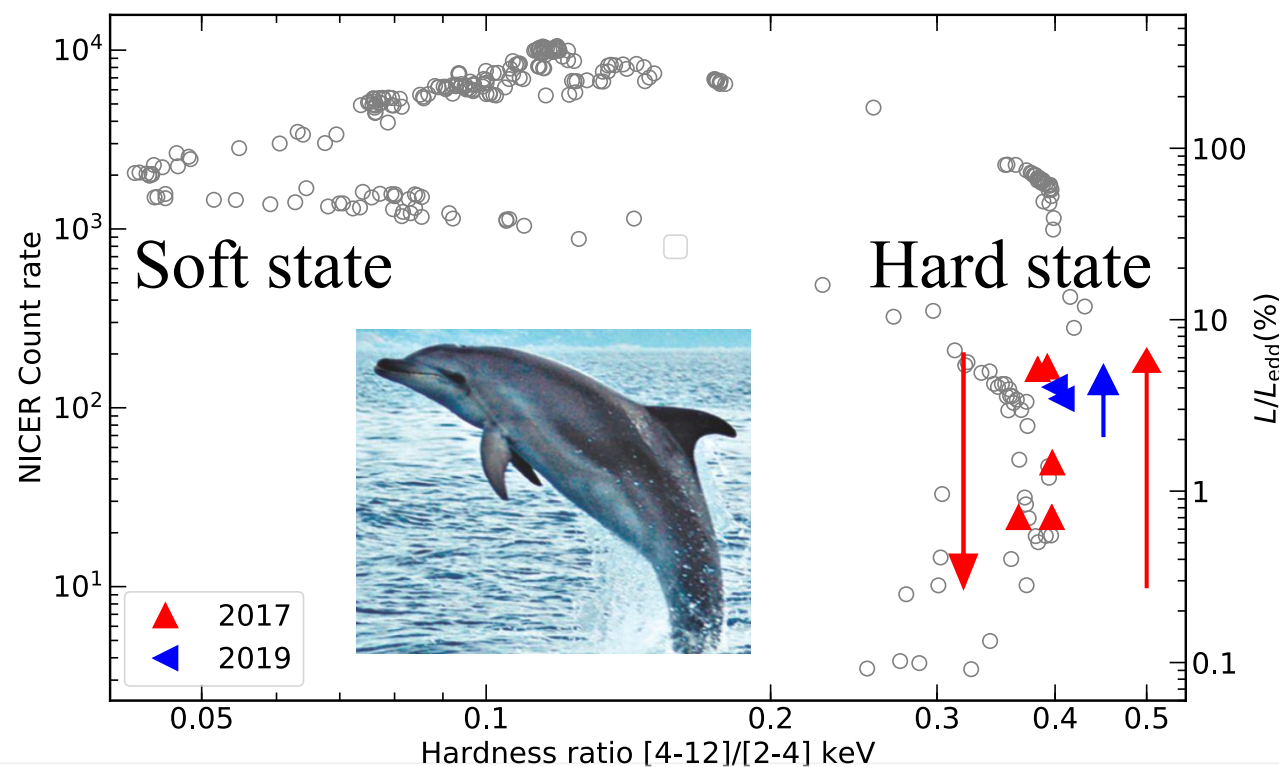 10⁴
10³
10²
10¹
NICER Count rate
Soft state
Hard state
2017
2019
100
10
1
0.1
L/Ledd(%)
0.05 0.1 0.2 0.3 0.4 0.5
Hardness ratio [4-12]/[2-4] keV